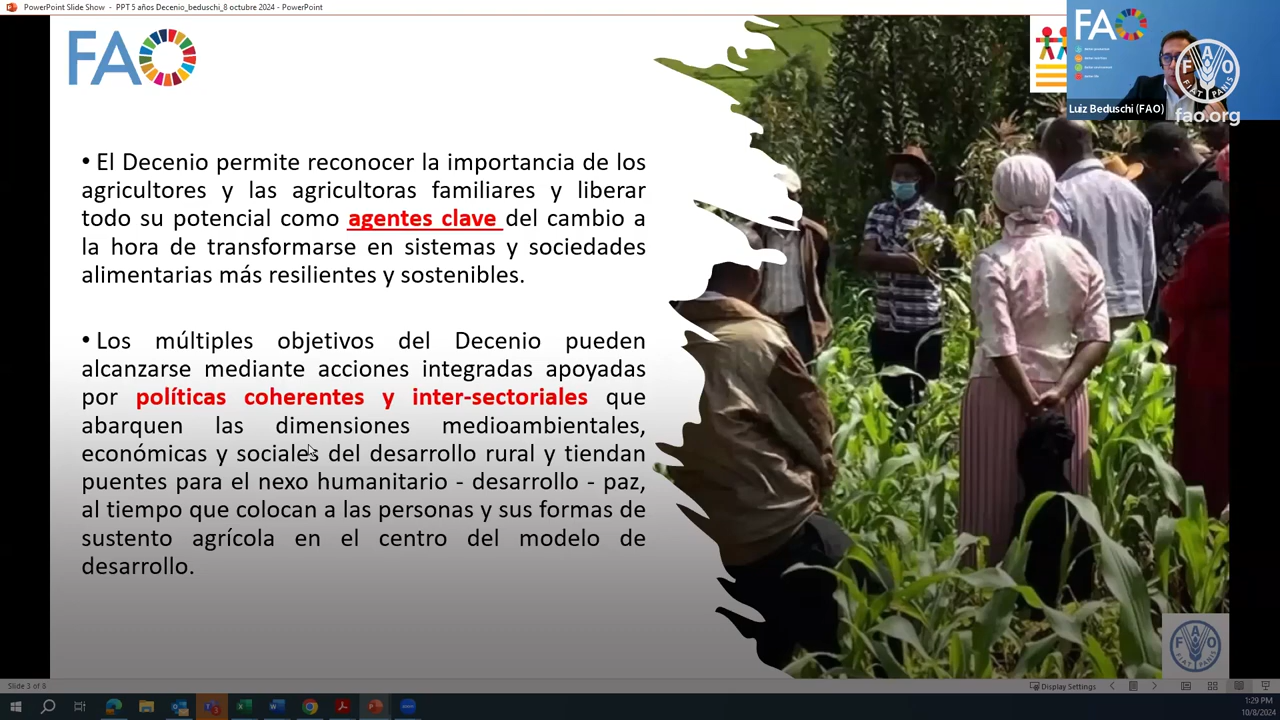 PowerPoint Slide Show - PPT 5 años Decenio_beduschi_8 octubre 2024 - PowerPoint
FAO
FAO
Luiz Beduschi (FAO)
F A O
FIAT PANIS
fao.org
• El Decenio permite reconocer la importancia de los
agricultores y las agricultoras familiares y liberar
todo su potencial como agentes clave del cambio a
la hora de transformarse en sistemas y sociedades
alimentarias más resilientes y sostenibles.
• Los múltiples objetivos del Decenio pueden
alcanzarse mediante acciones integradas apoyadas
por políticas coherentes y inter-sectoriales que
abarquen las dimensiones medioambientales,
económicas y sociales del desarrollo rural y tiendan
puentes para el nexo humanitario - desarrollo - paz,
al tiempo que colocan a las personas y sus formas de
sustento agrícola en el centro del modelo de
desarrollo.
F A O
FIAT PANIS
Slide 3 of 8
Display Settings
1:29 PM
10/8/2024